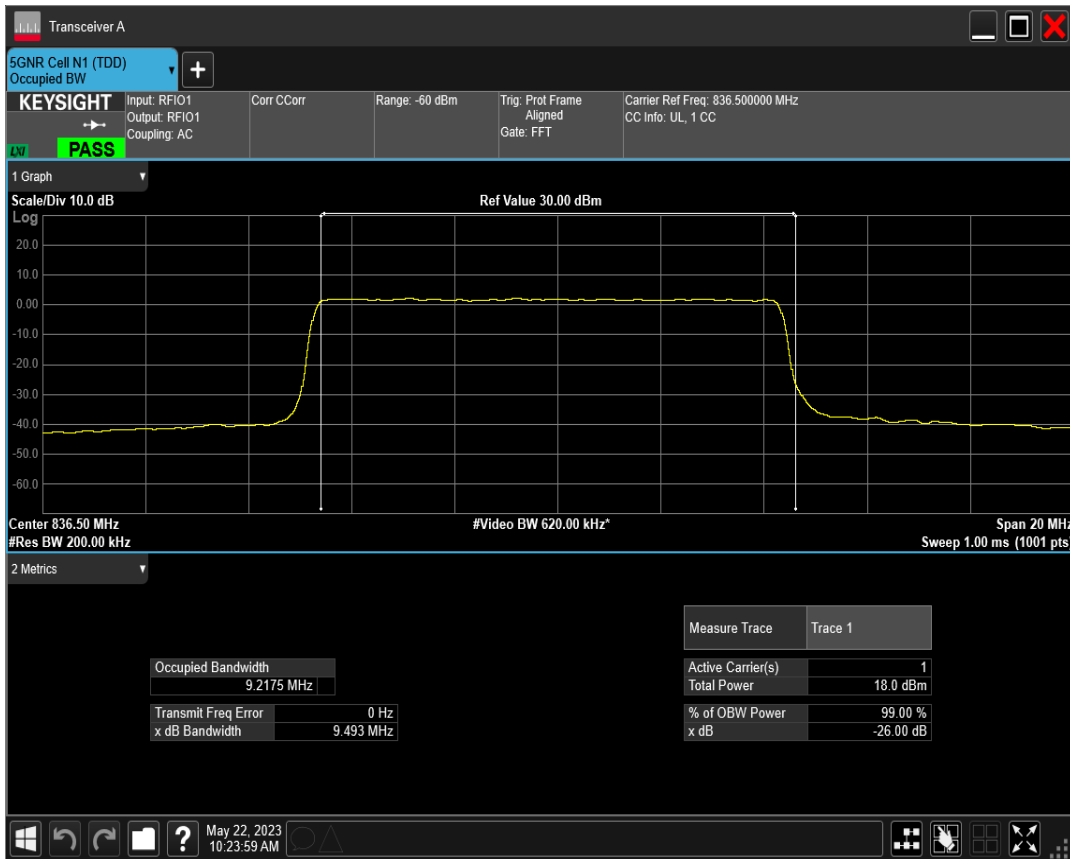 Transceiver A
5GNR Cell N1 (TDD)
Occupied BW
+
KEYSIGHT
LXI
PASS
Input: RFIO1
Output: RFIO1
Coupling: AC
Corr CCorr
Range: -60 dBm
Trig: Prot Frame
Aligned
Gate: FFT
Carrier Ref Freq: 836.500000 MHz
CC Info: UL, 1 CC
1 Graph
Scale/Div 10.0 dB
Ref Value 30.00 dBm
Log
20.0
10.0
0.00
-10.0
-20.0
-30.0
-40.0
-50.0
-60.0
Center 836.50 MHz
#Video BW 620.00 kHz*
Span 20 MHz
#Res BW 200.00 kHz
Sweep 1.00 ms (1001 pts)
2 Metrics
Measure Trace Trace 1
Occupied Bandwidth
9.2175 MHz
Active Carrier(s) 1
Total Power 18.0 dBm
Transmit Freq Error 0 Hz
x dB Bandwidth 9.493 MHz
% of OBW Power 99.00 %
x dB -26.00 dB
?
May 22, 2023
10:23:59 AM